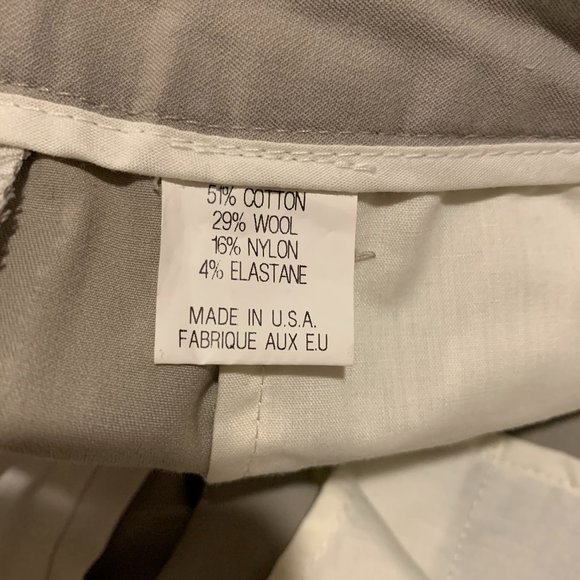 51% COTTON
29% WOOL
16% NYLON
4% ELASTANE
MADE IN U.S.A.
FABRIQUE AUX E.U